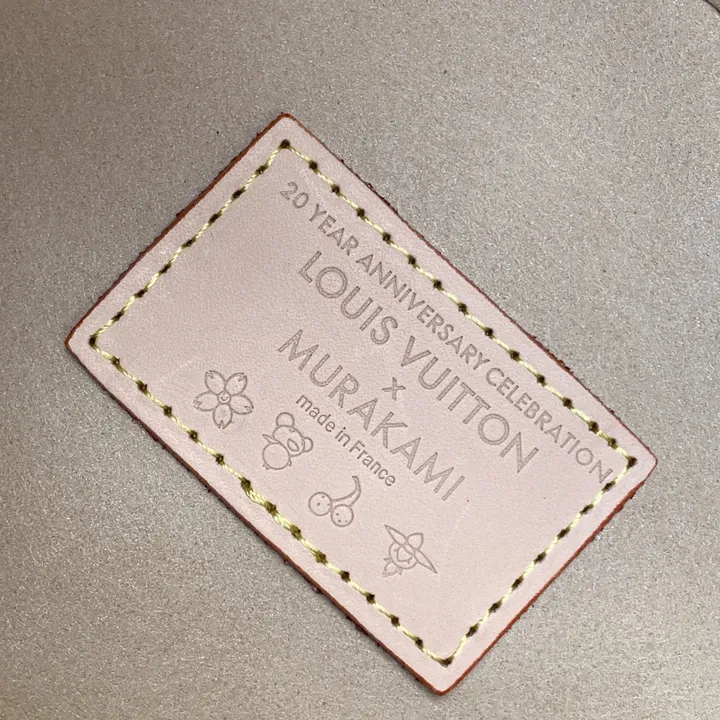 20 YEAR ANNIVERSARY CELEBRATION
LOUIS VUITTON
X
MURAKAMI
made in France